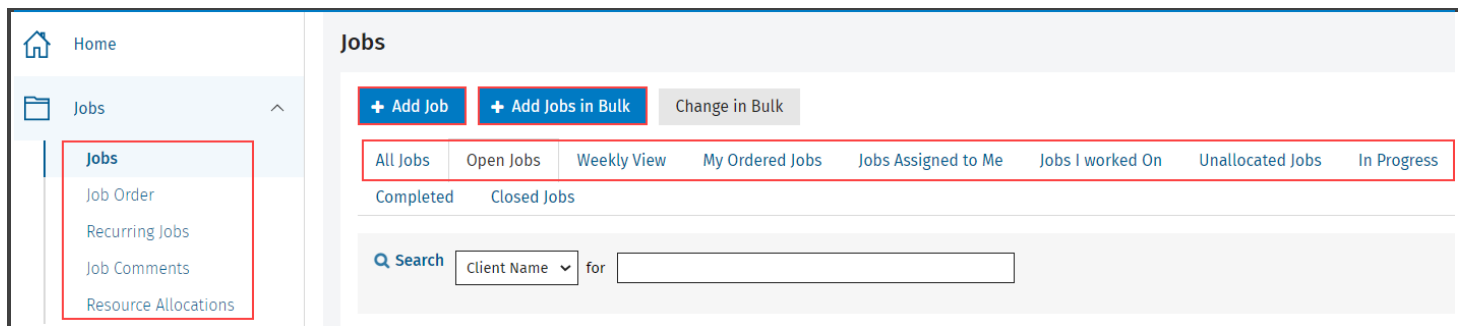 Home
Jobs
Jobs
Job Order
Recurring Jobs
Job Comments
Resource Allocations
Jobs
+ Add Job + Add Jobs in Bulk Change in Bulk
All Jobs Open Jobs Weekly View My Ordered Jobs Jobs Assigned to Me Jobs I worked On Unallocated Jobs In Progress
Completed Closed Jobs
Search Client Name for